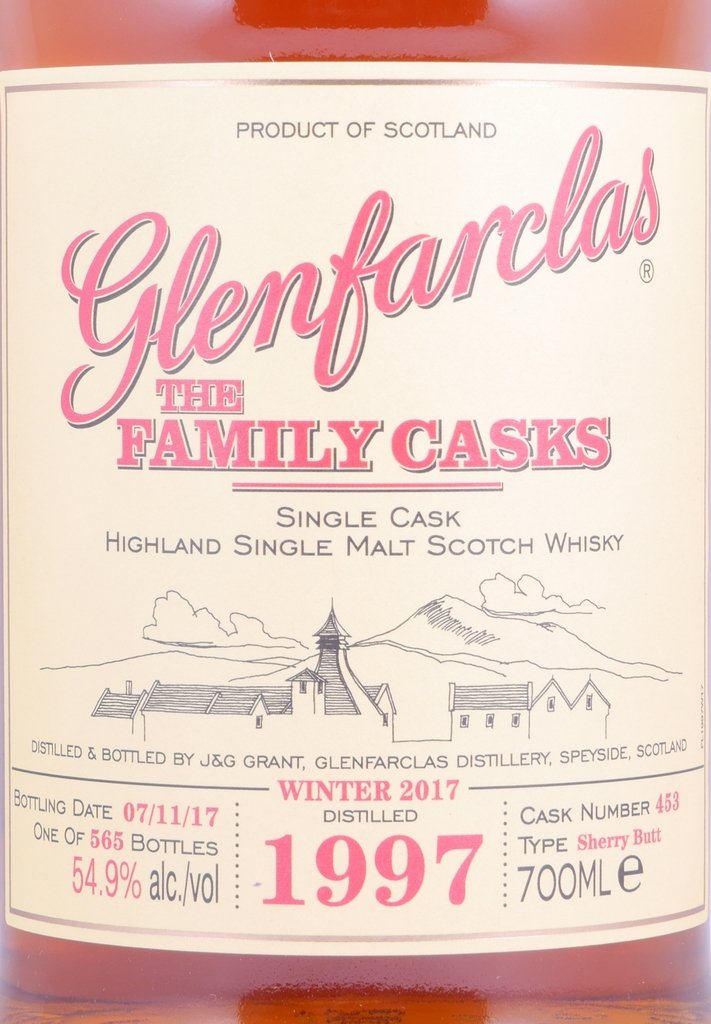 PRODUCT OF SCOTLAND
Glenfarclas ®
THE
FAMILY CASKS
SINGLE CASK
HIGHLAND SINGLE MALT SCOTCH WHISKY
DISTILLED & BOTTLED BY J&G GRANT, GLENFARCLAS DISTILLERY, SPEYSIDE, SCOTLAND
WINTER 2017
BOTTLING DATE 07/11/17
ONE OF 565 BOTTLES
54.9% alc./vol
DISTILLED
1997
CASK NUMBER 453
TYPE Sherry Butt
700ML e